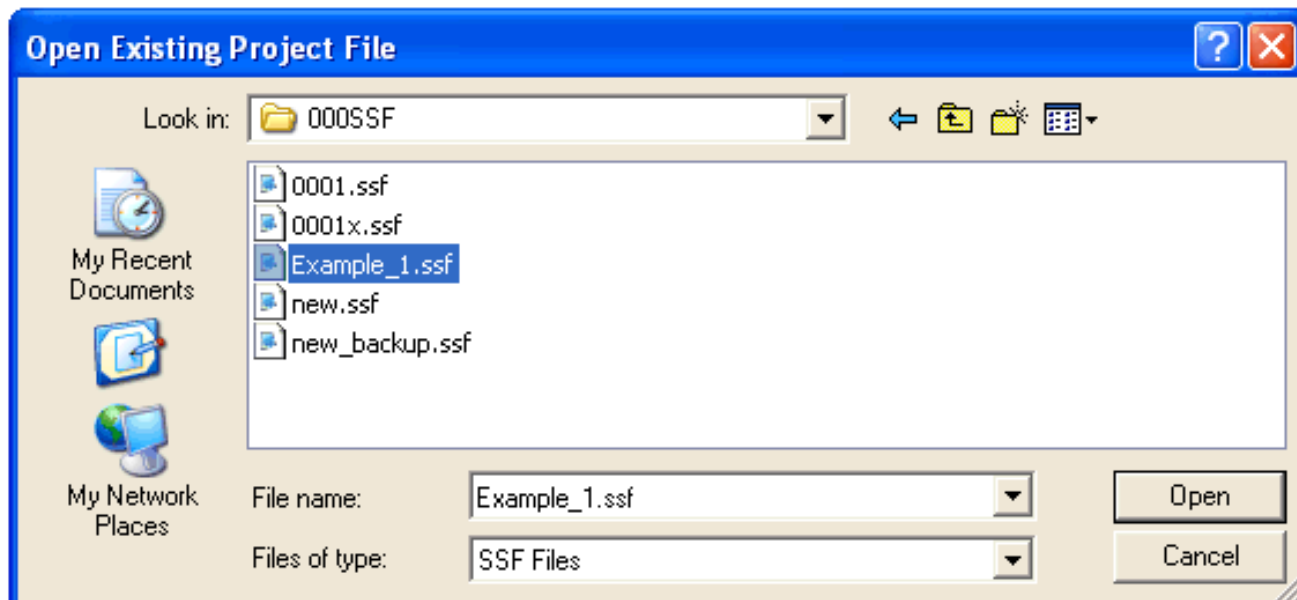 Open Existing Project File
Look in: 000SSF
0001.ssf
0001x.ssf
Example_1.ssf
new.ssf
new_backup.ssf
My Recent
Documents
My Network
Places
File name: Example_1.ssf Open
Files of type: SSF Files Cancel